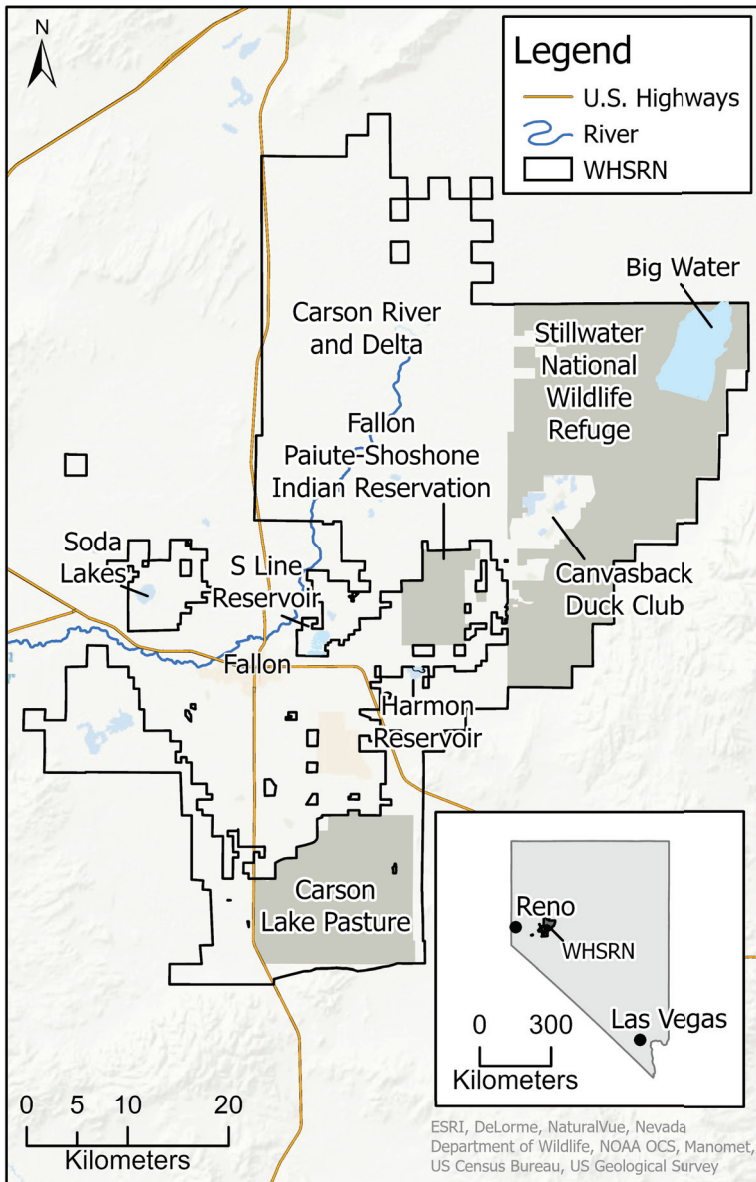 N
Legend
U.S. Highways
River
WHSRN
Big Water
Carson River
and Delta
Stillwater
National
Wildlife
Refuge
Fallon
Paiute-Shoshone
Indian Reservation
Soda
Lakes
S Line
Reservoir
Canvasback
Duck Club
Fallon
Harmon
Reservoir
Carson
Lake Pasture
Reno
WHSRN
Las Vegas
0 300
Kilometers
0 5 10 20
Kilometers
ESRI, DeLorme, NaturalVue, Nevada
Department of Wildlife, NOAA OCS, Manomet,
US Census Bureau, US Geological Survey